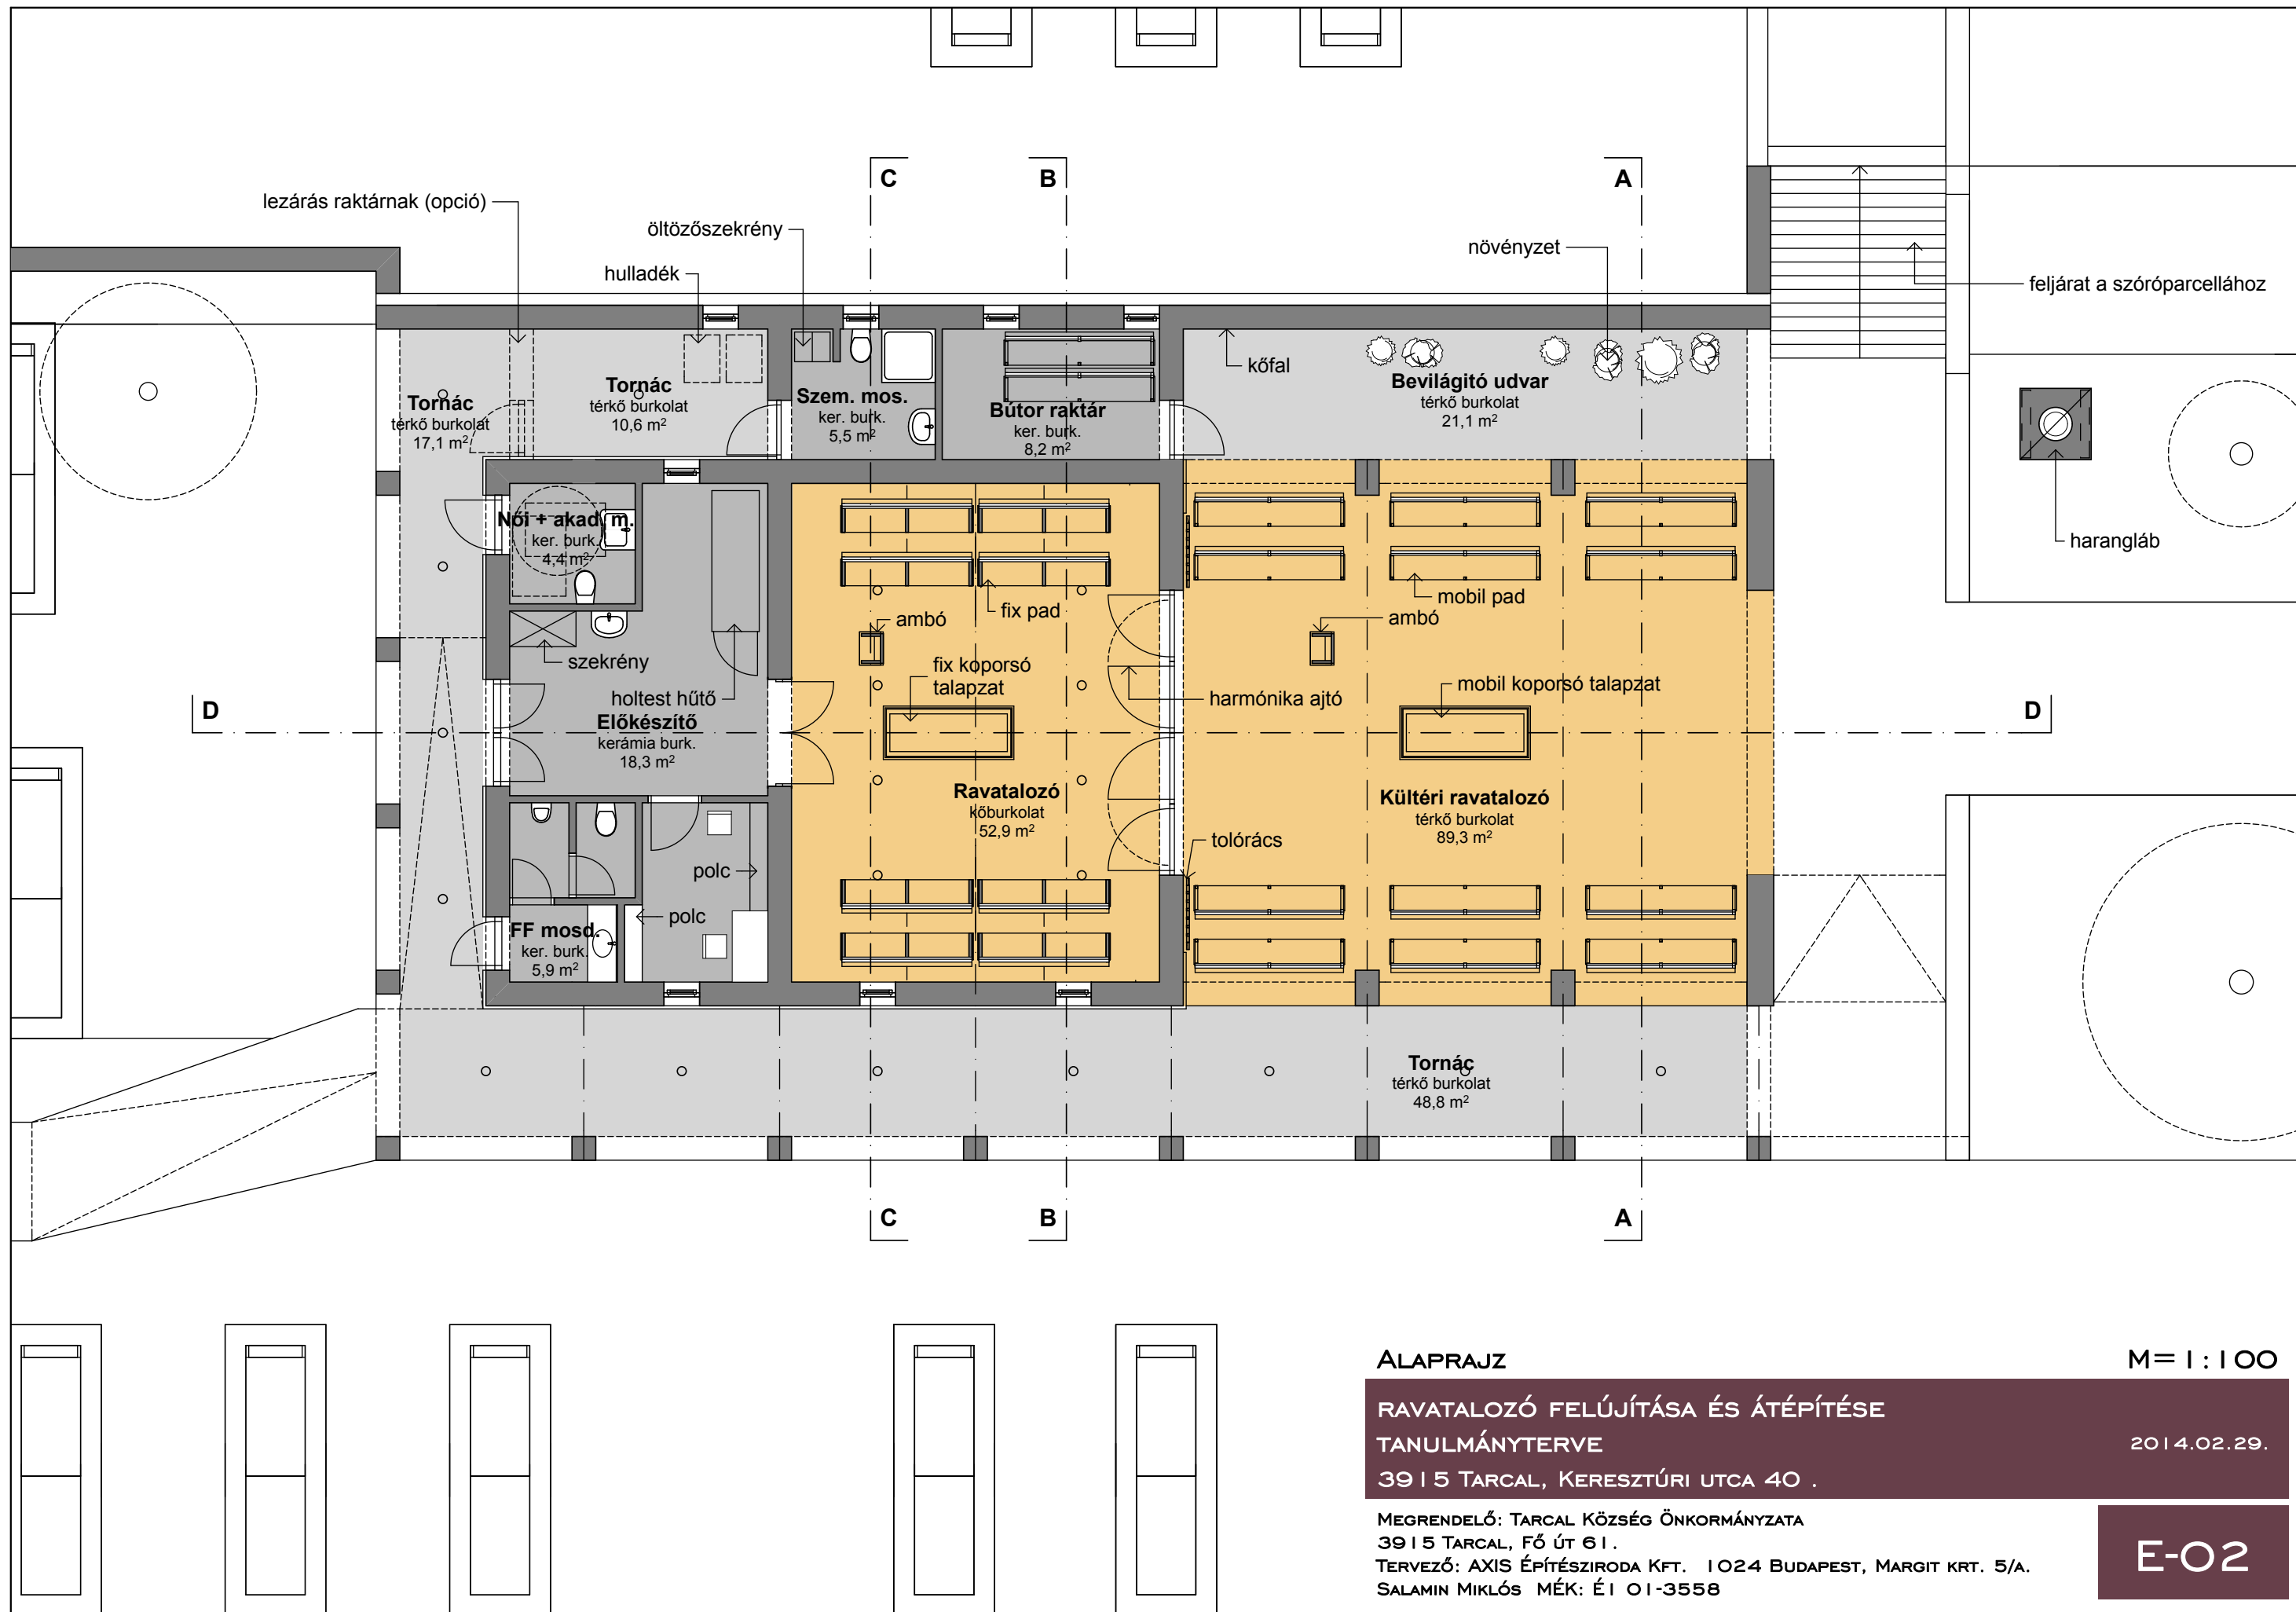 C
B
A
lezárás raktárnak (opció)
öltözőszekrény
hulladék
növényzet
feljárat a szóróparcellához
kőfal
Tornác
térkő burkolat
17,1 m²
Tornác
térkő burkolat
10,6 m²
Szem. mos.
ker. burk.
5,5 m²
Bútor raktár
ker. burk.
8,2 m²
Bevilágító udvar
térkő burkolat
21,1 m²
harangláb
Női + akad. m.
ker. burk.
4,4 m²
ambó
fix pad
mobil pad
ambó
szekrény
holtest hűtő
fix koporsó
talapzat
harmónika ajtó
mobil koporsó talapzat
D
D
Előkészítő
kerámia burk.
18,3 m²
Ravatalozó
kőburkolat
52,9 m²
Kültéri ravatalozó
térkő burkolat
89,3 m²
tolórács
polc
polc
FF mosd.
ker. burk.
5,9 m²
Tornác
térkő burkolat
48,8 m²
C
B
A
Alaprajz
M=1:100
RAVATALOZÓ FELÚJÍTÁSA ÉS ÁTÉPÍTÉSE
TANULMÁNYTERVE
2014.02.29.
3915 Tarcal, Keresztúri utca 40 .
Megrendelő: Tarcal Község Önkormányzata
3915 Tarcal, Fő út 61.
Tervező: AXIS Építésziroda Kft. 1024 Budapest, Margit krt. 5/a.
Salamin Miklós MÉK: É1 01-3558
E-02